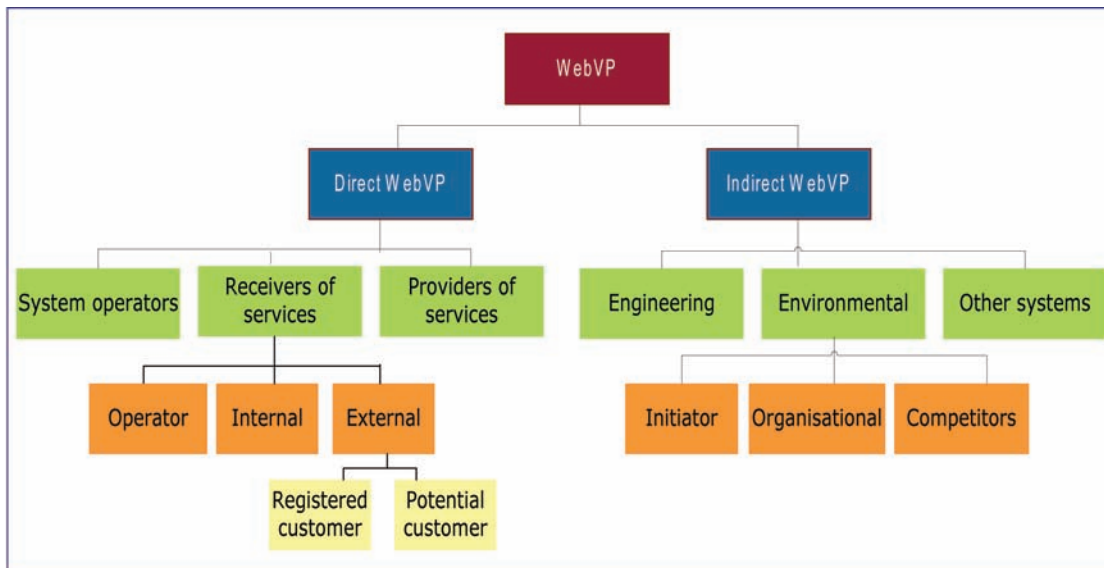 WebVP
Direct WebVP
Indirect WebVP
System operators
Receivers of
services
Providers of
services
Engineering
Environmental
Other systems
Operator
Internal
External
Initiator
Organisational
Competitors
Registered
customer
Potential
customer